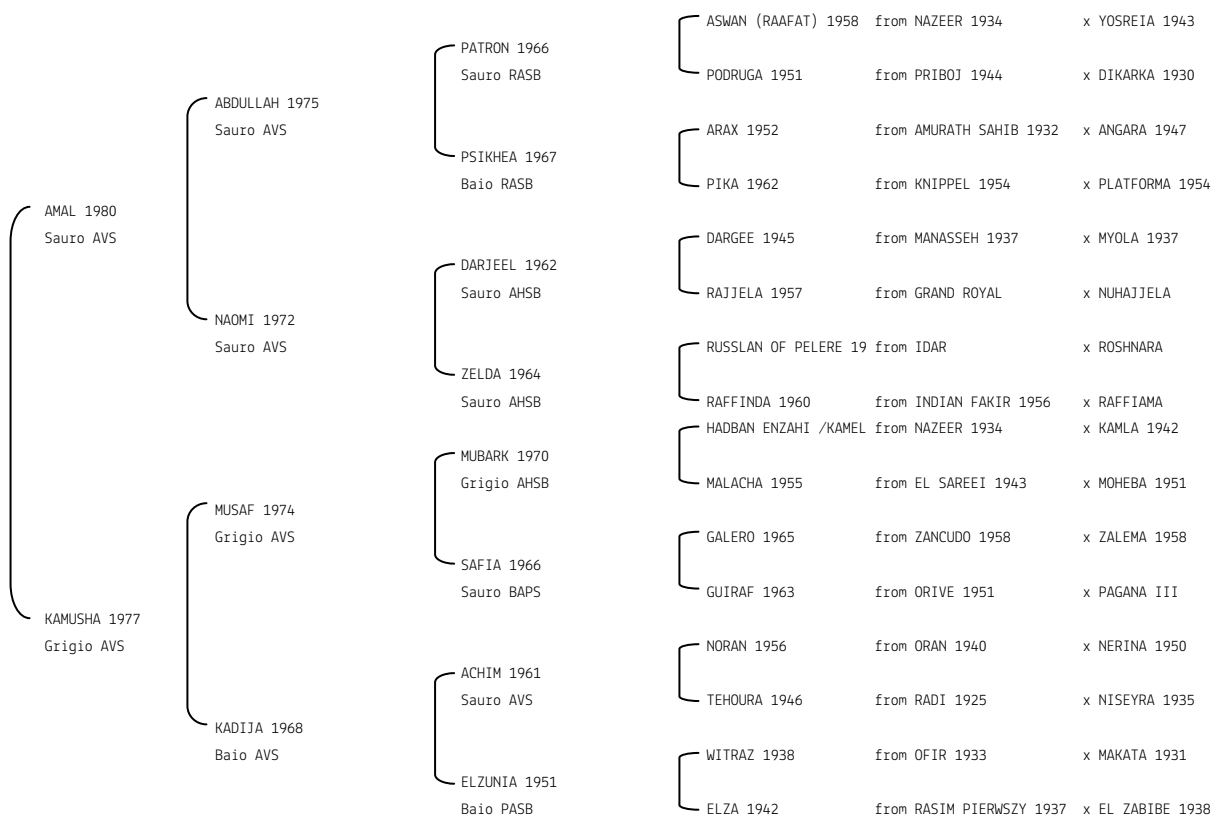 ASWAN (RAAFAT) 1958 from NAZEER 1934 x YOSREIA 1943
PATRON 1966
Sauro RASB
PODRUGA 1951 from PRIBOJ 1944 x DIKARKA 1930
ABDULLAH 1975
Sauro AVS
ARAX 1952 from AMURATH SAHIB 1932 x ANGARA 1947
PSIKHEA 1967
Baio RASB
PIKA 1962 from KNIPPEL 1954 x PLATFORMA 1954
AMAL 1980
Sauro AVS
DARGEE 1945 from MANASSEH 1937 x MYOLA 1937
DARJEEL 1962
Sauro AHSB
RAJJELA 1957 from GRAND ROYAL x NUHAJJELA
NAOMI 1972
Sauro AVS
RUSSLAN OF PELERE 19 from IDAR x ROSHNARA
ZELDA 1964
Sauro AHSB
RAFFINDA 1960 from INDIAN FAKIR 1956 x RAFFIAMA
HADBAN ENZAHI /KAMEL from NAZEER 1934 x KAMLA 1942
MUBARK 1970
Grigio AHSB
MALACHA 1955 from EL SAREEI 1943 x MOHEBA 1951
MUSAF 1974
Grigio AVS
GALERO 1965 from ZANCUDO 1958 x ZALEMA 1958
SAFIA 1966
Sauro BAPS
GUIRAF 1963 from ORIVE 1951 x PAGANA III
KAMUSHA 1977
Grigio AVS
NORAN 1956 from ORAN 1940 x NERINA 1950
ACHIM 1961
Sauro AVS
TEHOURA 1946 from RADI 1925 x NISEYRA 1935
KADIJA 1968
Baio AVS
WITRAZ 1938 from OFIR 1933 x MAKATA 1931
ELZUNIA 1951
Baio PASB
ELZA 1942 from RASIM PIERWSZY 1937 x EL ZABIBE 1938